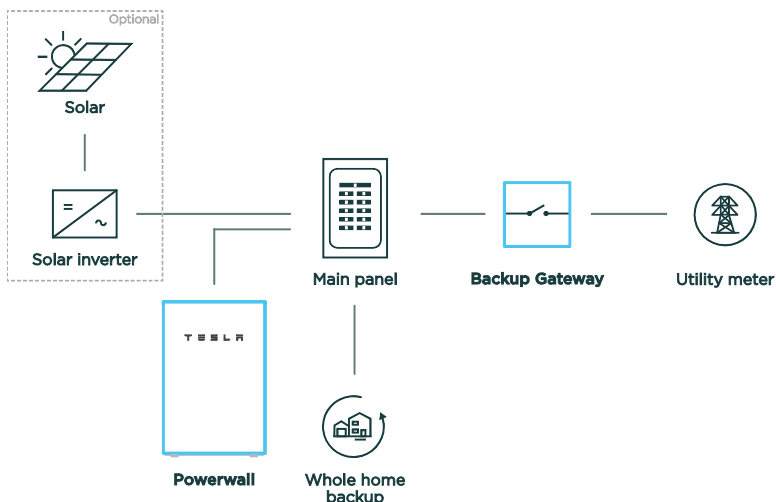 Optional
Solar
Solar inverter
Main panel
Backup Gateway
Utility meter
TESLA
Powerwall
Whole home
backup